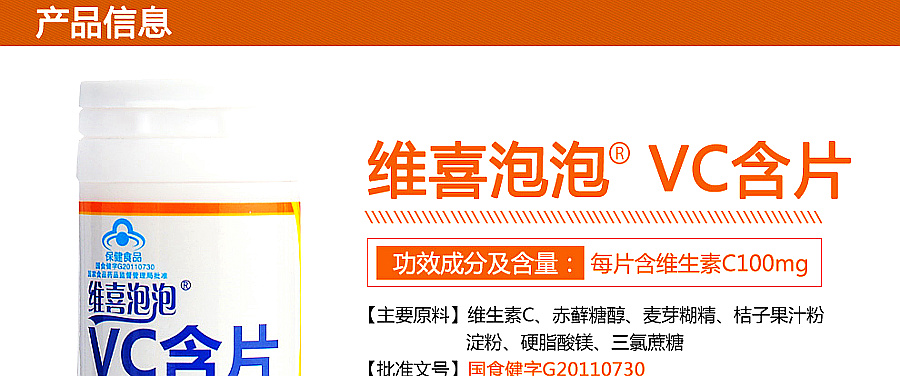 产品信息
维喜泡泡® VC含片
功效成分及含量： 每片含维生素C100mg
【主要原料】维生素C、赤藓糖醇、麦芽糊精、桔子果汁粉
淀粉、硬脂酸镁、三氯蔗糖
【批准文号】国食健字G20110730
保健食品
国食健字G20110730
国家食品药品监督管理局批准
维喜泡泡®
VC含片